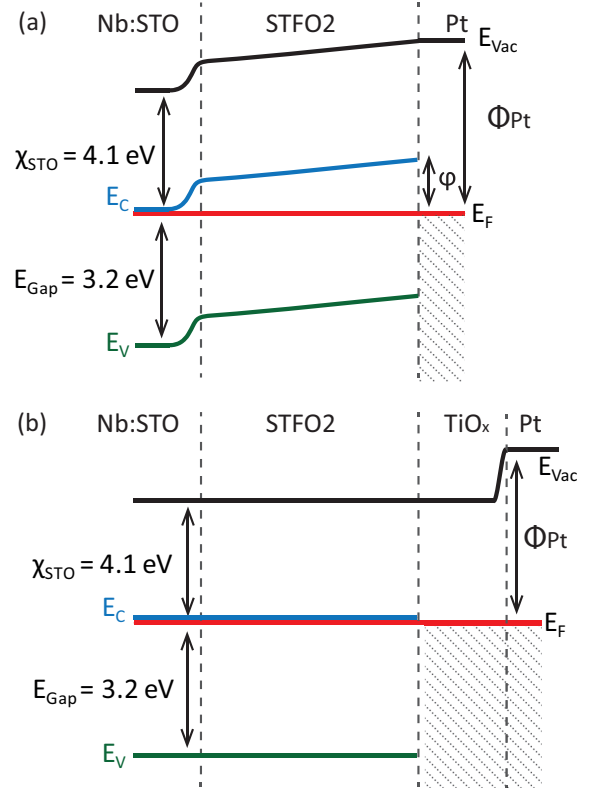 (a)
Nb:STO STFO2 Pt
E_Vac
Φ_Pt
χ_STO = 4.1 eV
E_C
φ
E_F
E_Gap = 3.2 eV
E_V
(b)
Nb:STO STFO2 TiO_x Pt
E_Vac
Φ_Pt
χ_STO = 4.1 eV
E_C
E_F
E_Gap = 3.2 eV
E_V